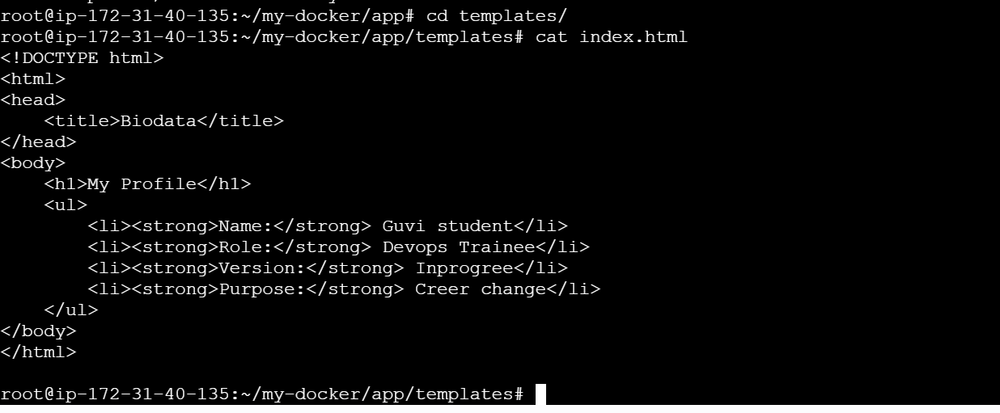 root@ip-172-31-40-135:~/my-docker/app# cd templates/
root@ip-172-31-40-135:~/my-docker/app/templates# cat index.html
<!DOCTYPE html>
<html>
<head>
    <title>Biodata</title>
</head>
<body>
    <h1>My Profile</h1>
    <ul>
        <li><strong>Name:</strong> Guvi student</li>
        <li><strong>Role:</strong> Devops Trainee</li>
        <li><strong>Version:</strong> Inprogree</li>
        <li><strong>Purpose:</strong> Creer change</li>
    </ul>
</body>
</html>

root@ip-172-31-40-135:~/my-docker/app/templates#